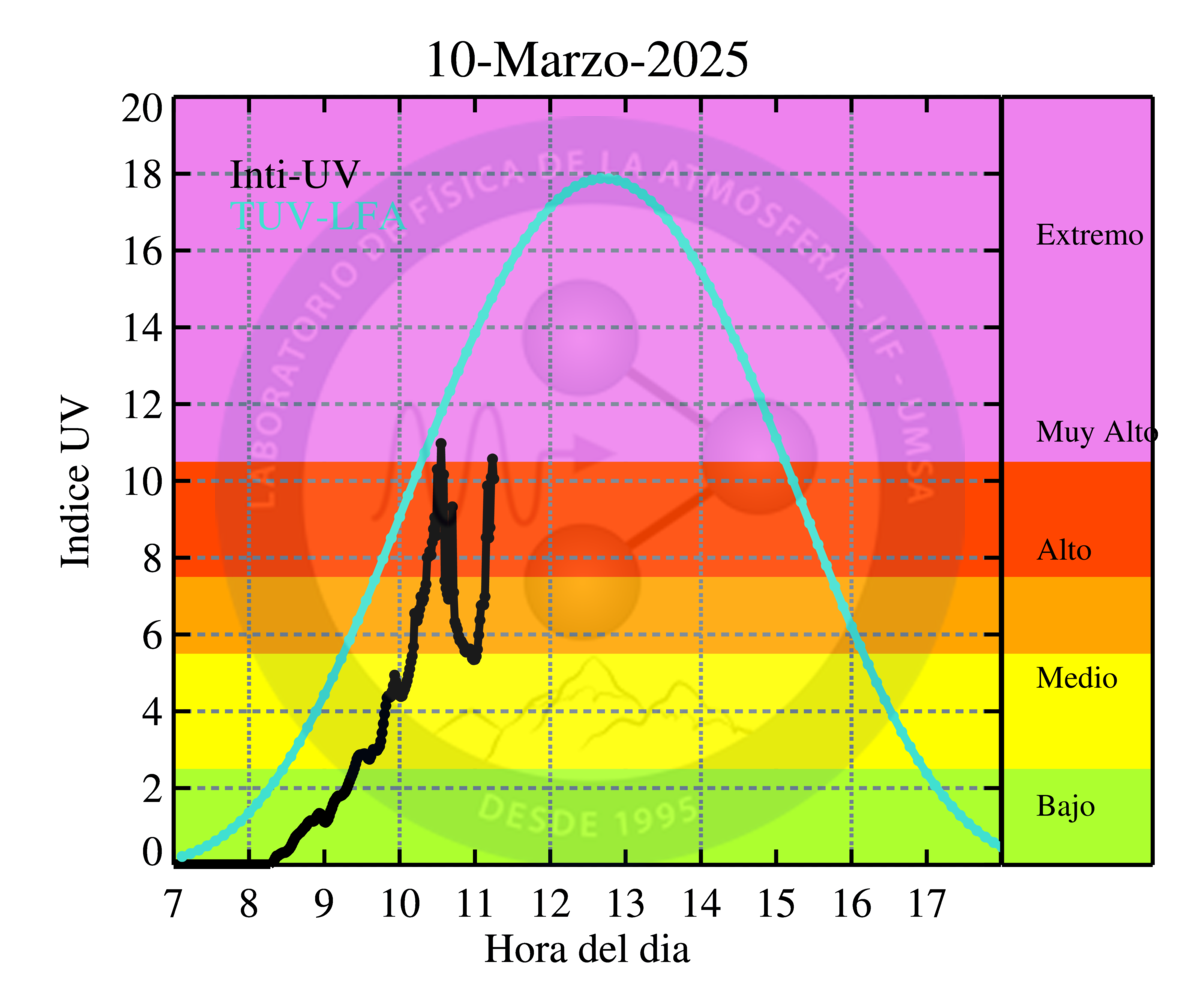 10-Marzo-2025
Inti-UV
TUV-LFA
LABORATORIO DE FÍSICA DE LA ATMÓSFERA - IIF - UMSA
DESDE 1995
Indice UV
20
18
16
14
12
10
8
6
4
2
0
Extremo
Muy Alto
Alto
Medio
Bajo
7 8 9 10 11 12 13 14 15 16 17
Hora del dia